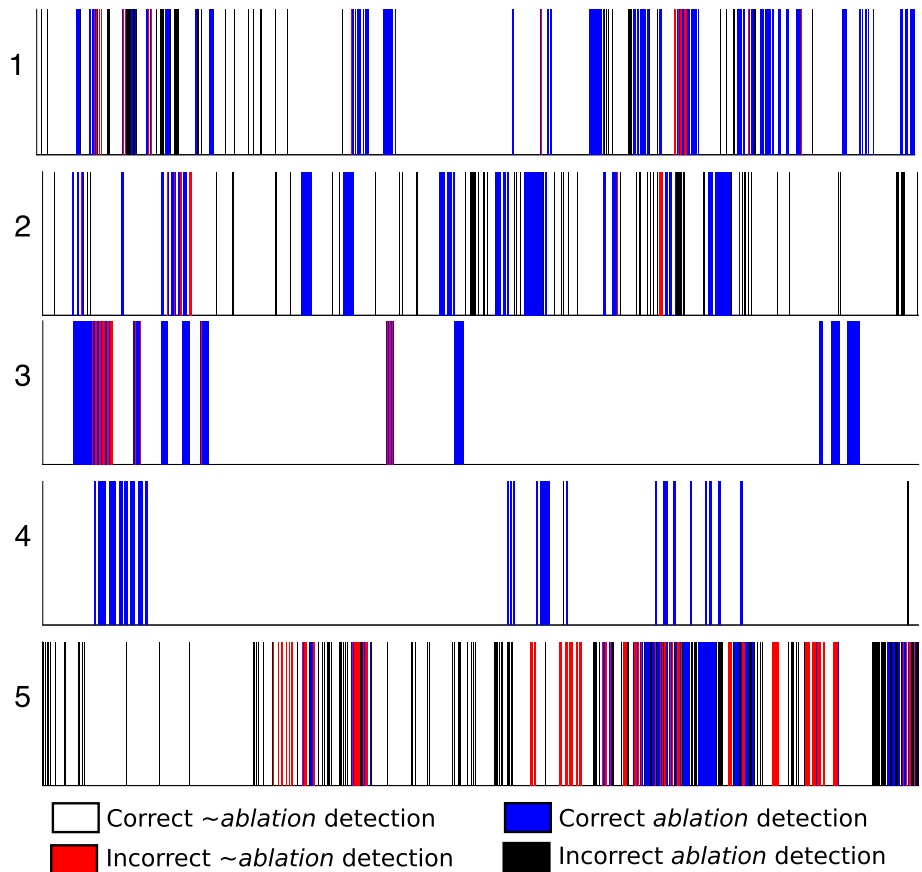 1
2
3
4
5
Correct ~ablation detection
Correct ablation detection
Incorrect ~ablation detection
Incorrect ablation detection